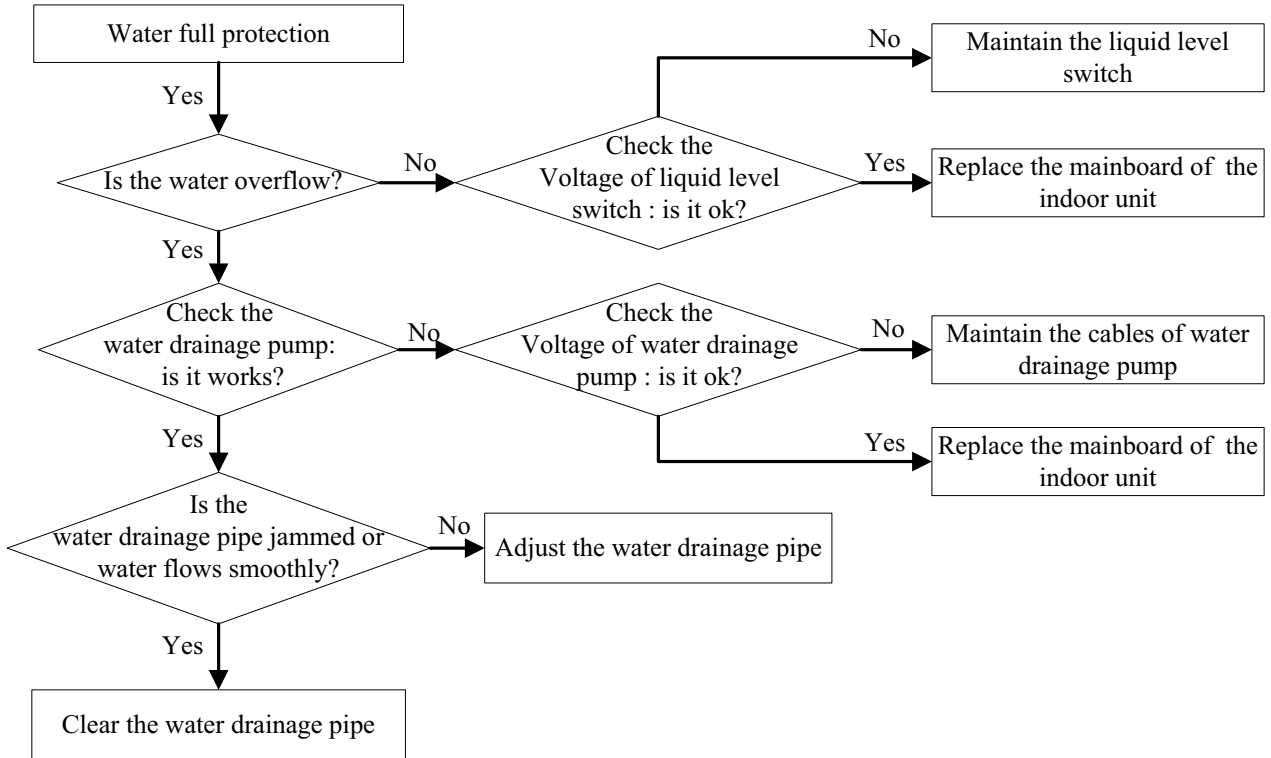 Water full protection
No
Maintain the liquid level
switch
Yes
Is the water overflow?
No
Check the
Voltage of liquid level
switch : is it ok?
Yes
Replace the mainboard of the
indoor unit
Yes
Check the
water drainage pump:
is it works?
No
Check the
Voltage of water drainage
pump : is it ok?
No
Maintain the cables of water
drainage pump
Yes
Yes
Replace the mainboard of the
indoor unit
Is the
water drainage pipe jammed or
water flows smoothly?
No
Adjust the water drainage pipe
Yes
Clear the water drainage pipe